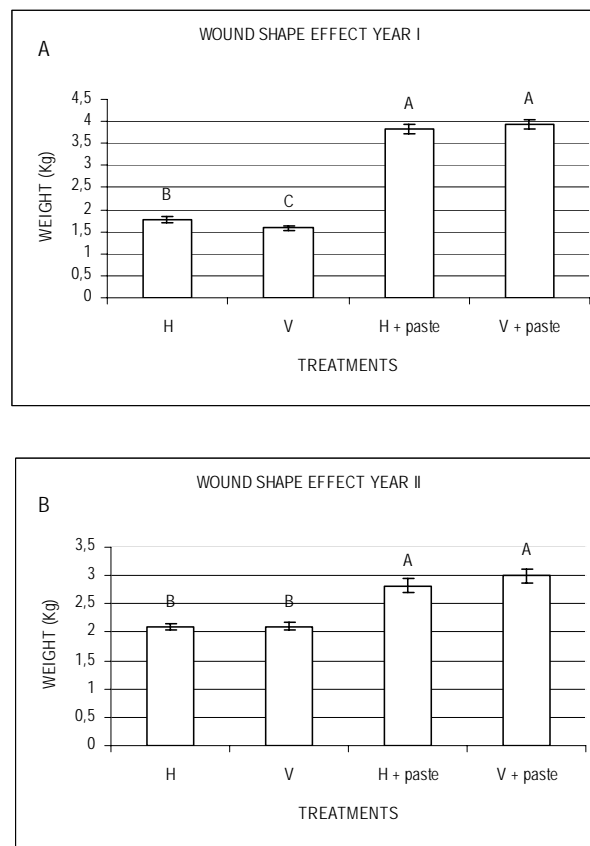 WOUND SHAPE EFFECT YEAR I
A
WEIGHT (Kg)
4,5
4
3,5
3
2,5
2
1,5
1
0,5
0
B
C
A
A
H
V
H + paste
V + paste
TREATMENTS
WOUND SHAPE EFFECT YEAR II
B
WEIGHT (Kg)
3,5
3
2,5
2
1,5
1
0,5
0
B
B
A
A
H
V
H + paste
V + paste
TREATMENTS